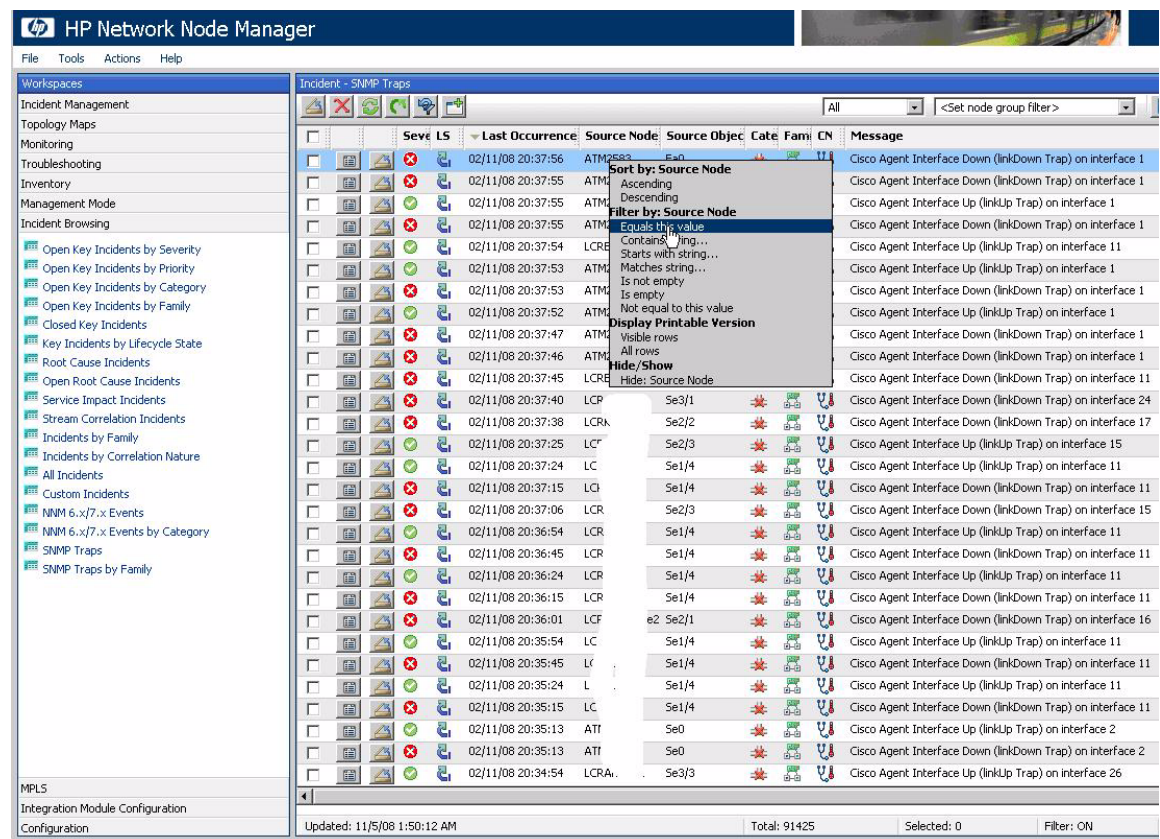 hp HP Network Node Manager
File Tools Actions Help
Workspaces
Incident Management
Topology Maps
Monitoring
Troubleshooting
Inventory
Management Mode
Incident Browsing
Open Key Incidents by Severity
Open Key Incidents by Priority
Open Key Incidents by Category
Open Key Incidents by Family
Closed Key Incidents
Key Incidents by Lifecycle State
Root Cause Incidents
Open Root Cause Incidents
Service Impact Incidents
Stream Correlation Incidents
Incidents by Family
Incidents by Correlation Nature
All Incidents
Custom Incidents
NNM 6.x/7.x Events
NNM 6.x/7.x Events by Category
SNMP Traps
SNMP Traps by Family
MPLS
Integration Module Configuration
Configuration
Incident - SNMP Traps
All <Set node group filter>
Seve LS Last Occurrence Source Node Source Objec Cate Fami CN Message
02/11/08 20:37:56 ATM2583 Fa0 Cisco Agent Interface Down (linkDown Trap) on interface 1
02/11/08 20:37:55 Cisco Agent Interface Down (linkDown Trap) on interface 1
02/11/08 20:37:55 Cisco Agent Interface Up (linkUp Trap) on interface 1
02/11/08 20:37:55 Cisco Agent Interface Down (linkDown Trap) on interface 1
02/11/08 20:37:54 Cisco Agent Interface Up (linkUp Trap) on interface 11
02/11/08 20:37:53 Cisco Agent Interface Up (linkUp Trap) on interface 1
02/11/08 20:37:53 Cisco Agent Interface Down (linkDown Trap) on interface 1
02/11/08 20:37:52 Cisco Agent Interface Up (linkUp Trap) on interface 1
02/11/08 20:37:47 Cisco Agent Interface Down (linkDown Trap) on interface 1
02/11/08 20:37:46 Cisco Agent Interface Down (linkDown Trap) on interface 1
02/11/08 20:37:45 Cisco Agent Interface Down (linkDown Trap) on interface 11
02/11/08 20:37:40 LCR Se3/1 Cisco Agent Interface Down (linkDown Trap) on interface 24
02/11/08 20:37:38 Se2/2 Cisco Agent Interface Down (linkDown Trap) on interface 17
02/11/08 20:37:25 Se2/3 Cisco Agent Interface Up (linkUp Trap) on interface 15
02/11/08 20:37:24 LC Se1/4 Cisco Agent Interface Up (linkUp Trap) on interface 11
02/11/08 20:37:15 Se1/4 Cisco Agent Interface Down (linkDown Trap) on interface 11
02/11/08 20:37:06 LCR Se2/3 Cisco Agent Interface Down (linkDown Trap) on interface 15
02/11/08 20:36:54 LCR Se1/4 Cisco Agent Interface Up (linkUp Trap) on interface 11
02/11/08 20:36:45 LCR Se1/4 Cisco Agent Interface Down (linkDown Trap) on interface 11
02/11/08 20:36:24 LCR Se1/4 Cisco Agent Interface Up (linkUp Trap) on interface 11
02/11/08 20:36:15 LCR Se1/4 Cisco Agent Interface Down (linkDown Trap) on interface 11
02/11/08 20:36:01 e2 Se2/1 Cisco Agent Interface Down (linkDown Trap) on interface 16
02/11/08 20:35:54 LC Se1/4 Cisco Agent Interface Up (linkUp Trap) on interface 11
02/11/08 20:35:45 Se1/4 Cisco Agent Interface Down (linkDown Trap) on interface 11
02/11/08 20:35:24 Se1/4 Cisco Agent Interface Up (linkUp Trap) on interface 11
02/11/08 20:35:15 LC Se1/4 Cisco Agent Interface Down (linkDown Trap) on interface 11
02/11/08 20:35:13 Se0 Cisco Agent Interface Up (linkUp Trap) on interface 2
02/11/08 20:35:13 Se0 Cisco Agent Interface Down (linkDown Trap) on interface 2
02/11/08 20:34:54 Se3/3 Cisco Agent Interface Up (linkUp Trap) on interface 26
Sort by: Source Node
Ascending
Descending
Filter by: Source Node
Equals this value
Starts with string...
Matches string...
Is not empty
Is empty
Not equal to this value
Display Printable Version
Visible rows
All rows
Hide/Show
Hide: Source Node
Updated: 11/5/08 1:50:12 AM Total: 91425 Selected: 0 Filter: ON